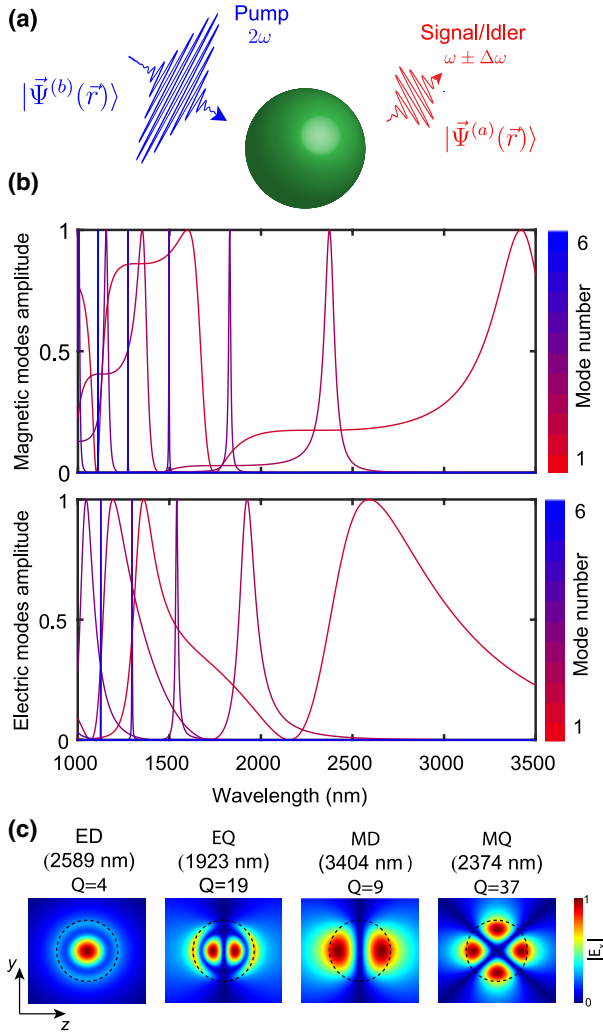 (a)
Pump
2ω
Signal/Idler
ω ± Δω
|Ψ⃗^(b)(r⃗)⟩
|Ψ⃗^(a)(r⃗)⟩
(b)
Magnetic modes amplitude
1
0.5
0
6
Mode number
1
Electric modes amplitude
1
0.5
0
6
Mode number
1
1000 1500 2000 2500 3000 3500
Wavelength (nm)
(c)
ED EQ MD MQ
(2589 nm) (1923 nm) (3404 nm ) (2374 nm)
Q=4 Q=19 Q=9 Q=37
y
z
1
0